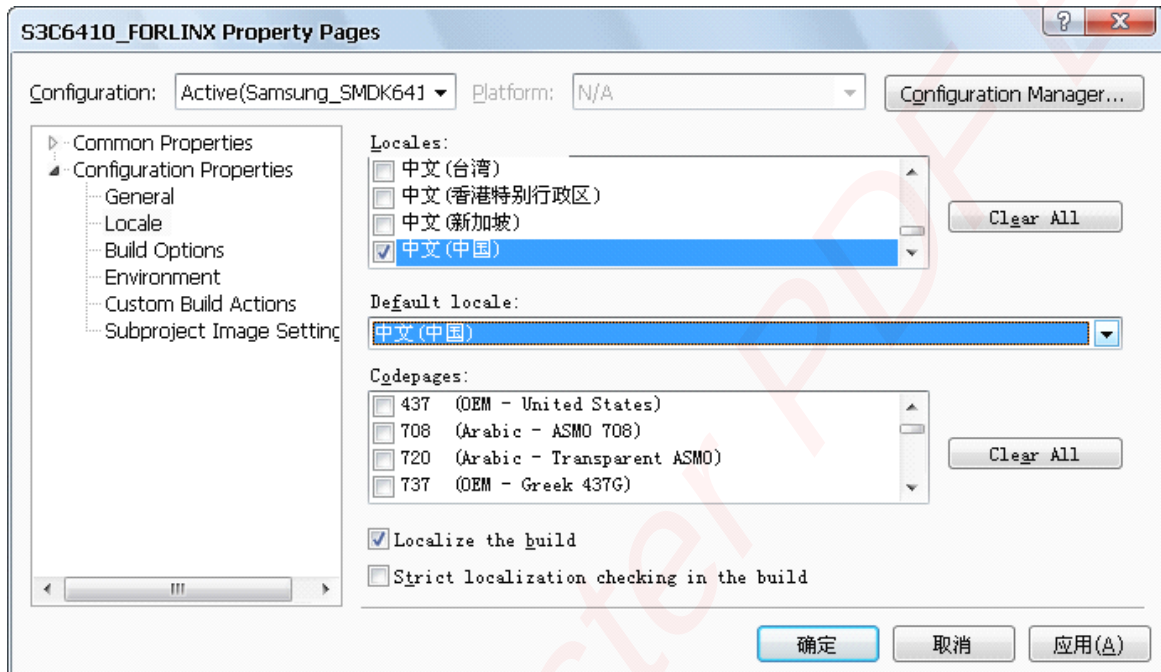 S3C6410_FORLINX Property Pages
Configuration: Active(Samsung_SMDK641 Platform: N/A Configuration Manager...
Common Properties
Configuration Properties
General
Locale
Build Options
Environment
Custom Build Actions
Subproject Image Setting
Locales:
中文(台湾)
中文(香港特别行政区)
中文(新加坡)
中文(中国)
Clear All
Default locale:
中文(中国)
Codepages:
437 (OEM - United States)
708 (Arabic - ASMO 708)
720 (Arabic - Transparent ASMO)
737 (OEM - Greek 437G)
Clear All
Localize the build
Strict localization checking in the build
确定 取消 应用(A)
ster PDF